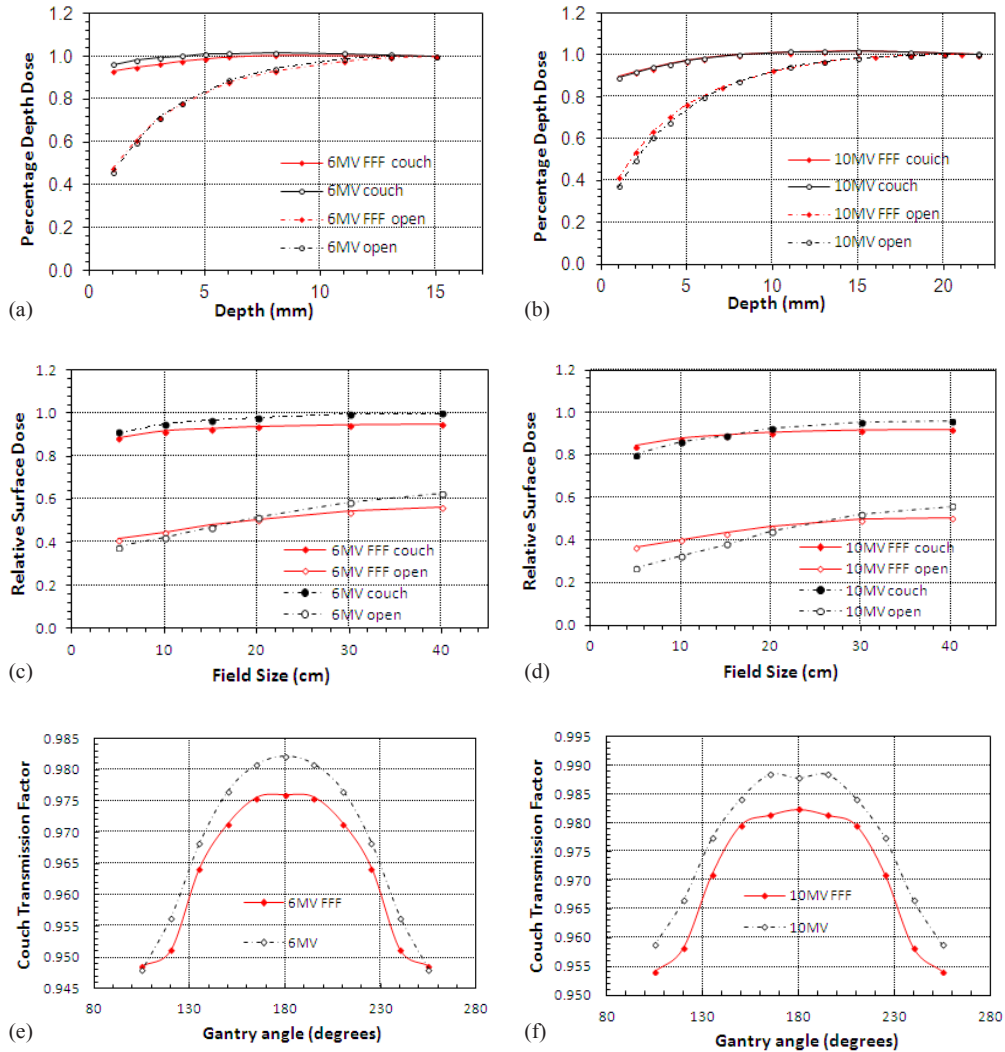 1.2
1.0
0.8
0.6
0.4
0.2
0.0
Percentage Depth Dose
6MV FFF couch
6MV couch
6MV FFF open
6MV open
0
5
10
15
Depth (mm)
(a)
1.2
1.0
0.8
0.6
0.4
0.2
0.0
Percentage Depth Dose
10MV FFF couich
10MV couch
10MV FFF open
10MV open
0
5
10
15
20
Depth (mm)
(b)
1.2
1.0
0.8
0.6
0.4
0.2
0.0
Relative Surface Dose
6MV FFF couch
6MV FFF open
6MV couch
6MV open
0
10
20
30
40
Field Size (cm)
(c)
1.2
1.0
0.8
0.6
0.4
0.2
0.0
Relative Surface Dose
10MV FFF couch
10MV FFF open
10MV couch
10MV open
0
10
20
30
40
Field Size (cm)
(d)
0.985
0.980
0.975
0.970
0.965
0.960
0.955
0.950
0.945
Couch Transmission Factor
6MV FFF
6MV
80
130
180
230
280
Gantry angle (degrees)
(e)
0.995
0.990
0.985
0.980
0.975
0.970
0.965
0.960
0.955
0.950
Couch Transmission Factor
10MV FFF
10MV
80
130
180
230
280
Gantry angle (degrees)
(f)